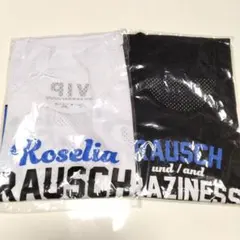 VIP
Roselia
RAUSCH
RAUSCH
und / and
RAZINESS